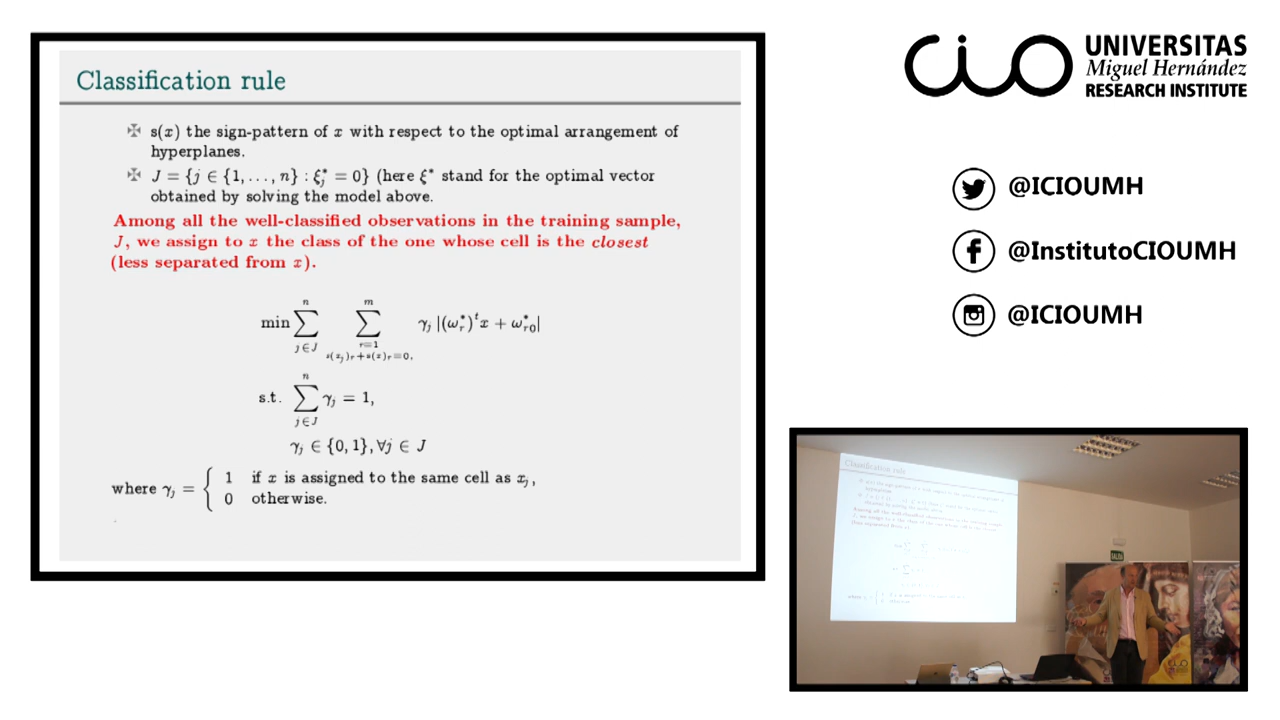 Classification rule
✠ s(x) the sign-pattern of x with respect to the optimal arrangement of
hyperplanes.
✠ J = {j ∈ {1, . . . , n} : ξ*_j = 0} (here ξ* stand for the optimal vector
obtained by solving the model above.
Among all the well-classified observations in the training sample,
J, we assign to x the class of the one whose cell is the closest
(less separated from x).
min ∑_{j∈J}^{n} ∑_{r=1, s(x_j)_r+s(x)_r=0,}^{m} γ_j |(ω*_r)^t x + ω*_{r0}|
s.t. ∑_{j∈J}^{n} γ_j = 1,
γ_j ∈ {0, 1}, ∀j ∈ J
where γ_j = { 1 if x is assigned to the same cell as x_j,
0 otherwise.
cio UNIVERSITAS
Miguel Hernández
RESEARCH INSTITUTE
@ICIOUMH
@InstitutoCIOUMH
@ICIOUMH
Classification rule
SALIDA